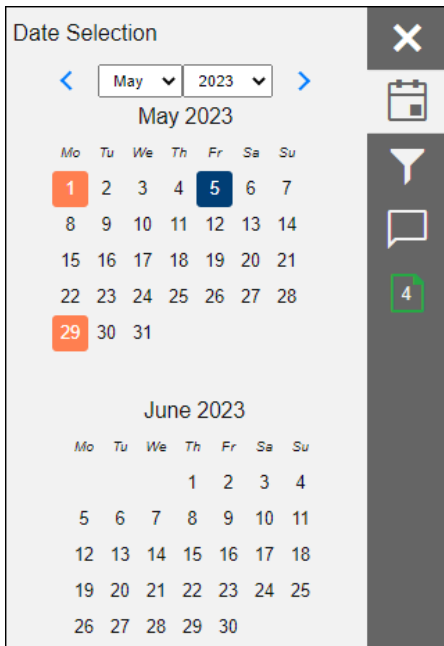 Date Selection
May 2023
May 2023
Mo Tu We Th Fr Sa Su
1 2 3 4 5 6 7
8 9 10 11 12 13 14
15 16 17 18 19 20 21
22 23 24 25 26 27 28
29 30 31
June 2023
Mo Tu We Th Fr Sa Su
1 2 3 4
5 6 7 8 9 10 11
12 13 14 15 16 17 18
19 20 21 22 23 24 25
26 27 28 29 30
4